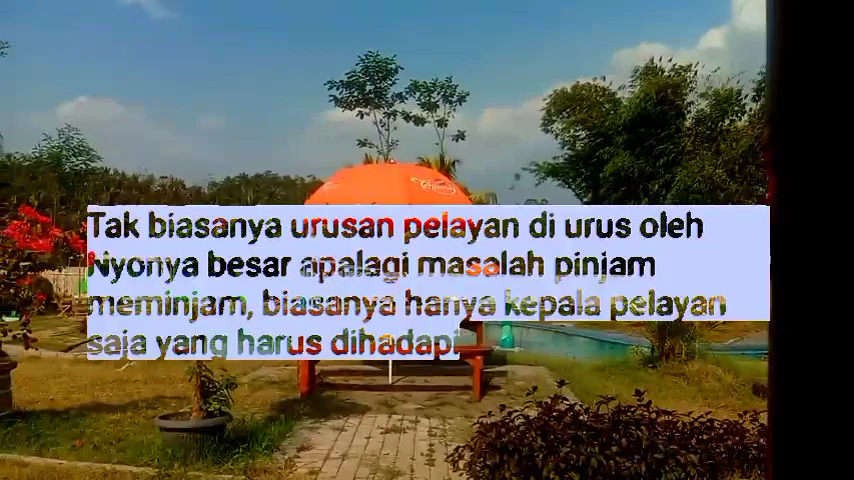 Tak biasanya urusan pelayan di urus oleh
Nyonya besar apalagi masalah pinjam
meminjam, biasanya hanya kepala pelayan
saja yang harus dihadapi